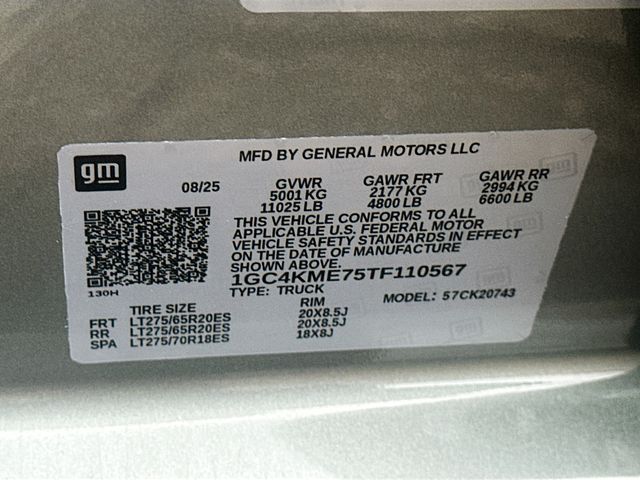 gm
MFD BY GENERAL MOTORS LLC
08/25
GVWR GAWR FRT GAWR RR
5001 KG 2177 KG 2994 KG
11025 LB 4800 LB 6600 LB
THIS VEHICLE CONFORMS TO ALL
APPLICABLE U.S. FEDERAL MOTOR
VEHICLE SAFETY STANDARDS IN EFFECT
ON THE DATE OF MANUFACTURE
SHOWN ABOVE.
1GC4KME75TF110567
130H
TYPE: TRUCK MODEL: 57CK20743
TIRE SIZE RIM
FRT LT275/65R20ES 20X8.5J
RR LT275/65R20ES 20X8.5J
SPA LT275/70R18ES 18X8J